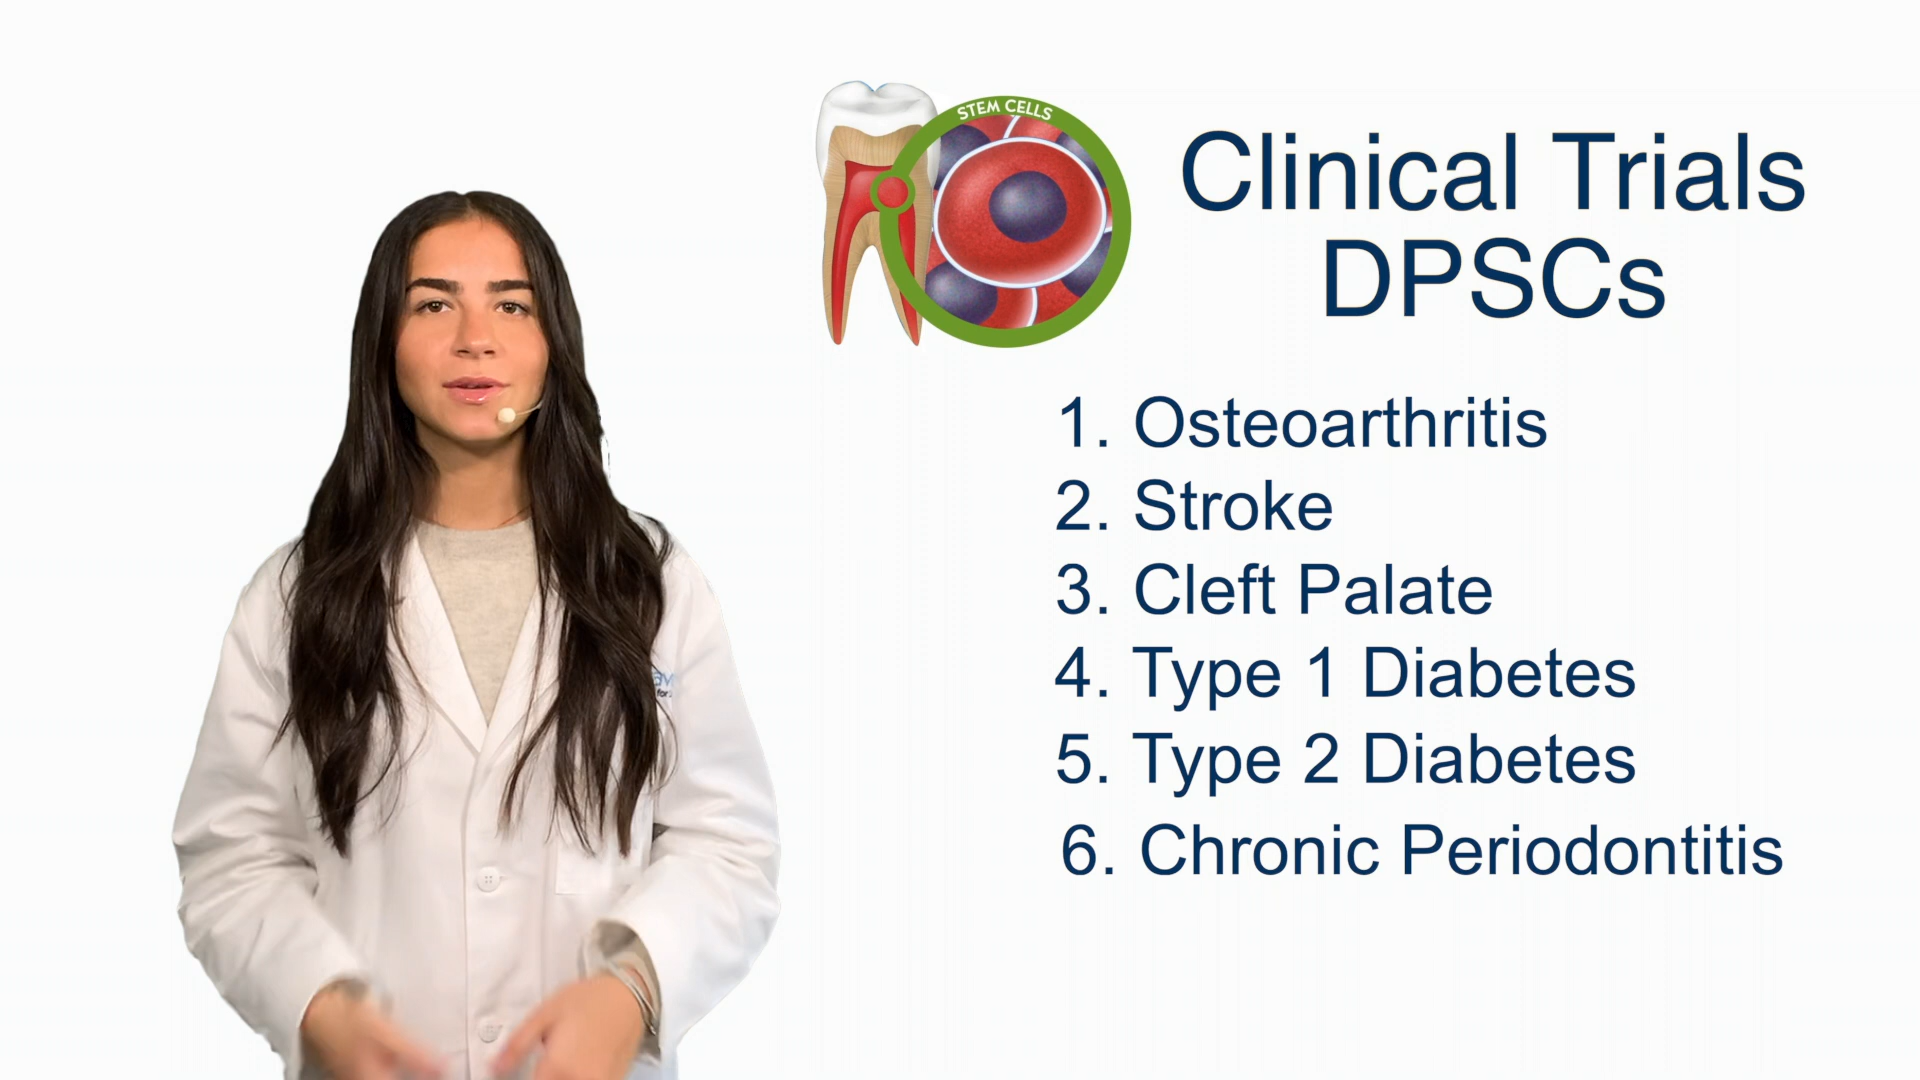 STEM CELLS
Clinical Trials
DPSCs
1. Osteoarthritis
2. Stroke
3. Cleft Palate
4. Type 1 Diabetes
5. Type 2 Diabetes
6. Chronic Periodontitis